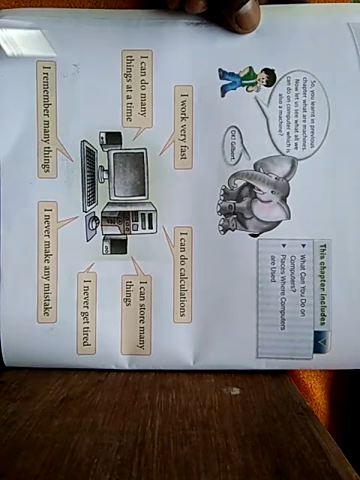 This chapter includes
➤ What Can You Do on
Computers?
➤ Places Where Computers
are Used
So, you learnt in previous
chapter what are machines.
Now let us see what all we
can do on computer which is
also a machine?
OK! Gilbert.
I work very fast
I can do calculations
I can do many
things at a time
I can store many
things
I never get tired
I remember many things
I never make any mistake